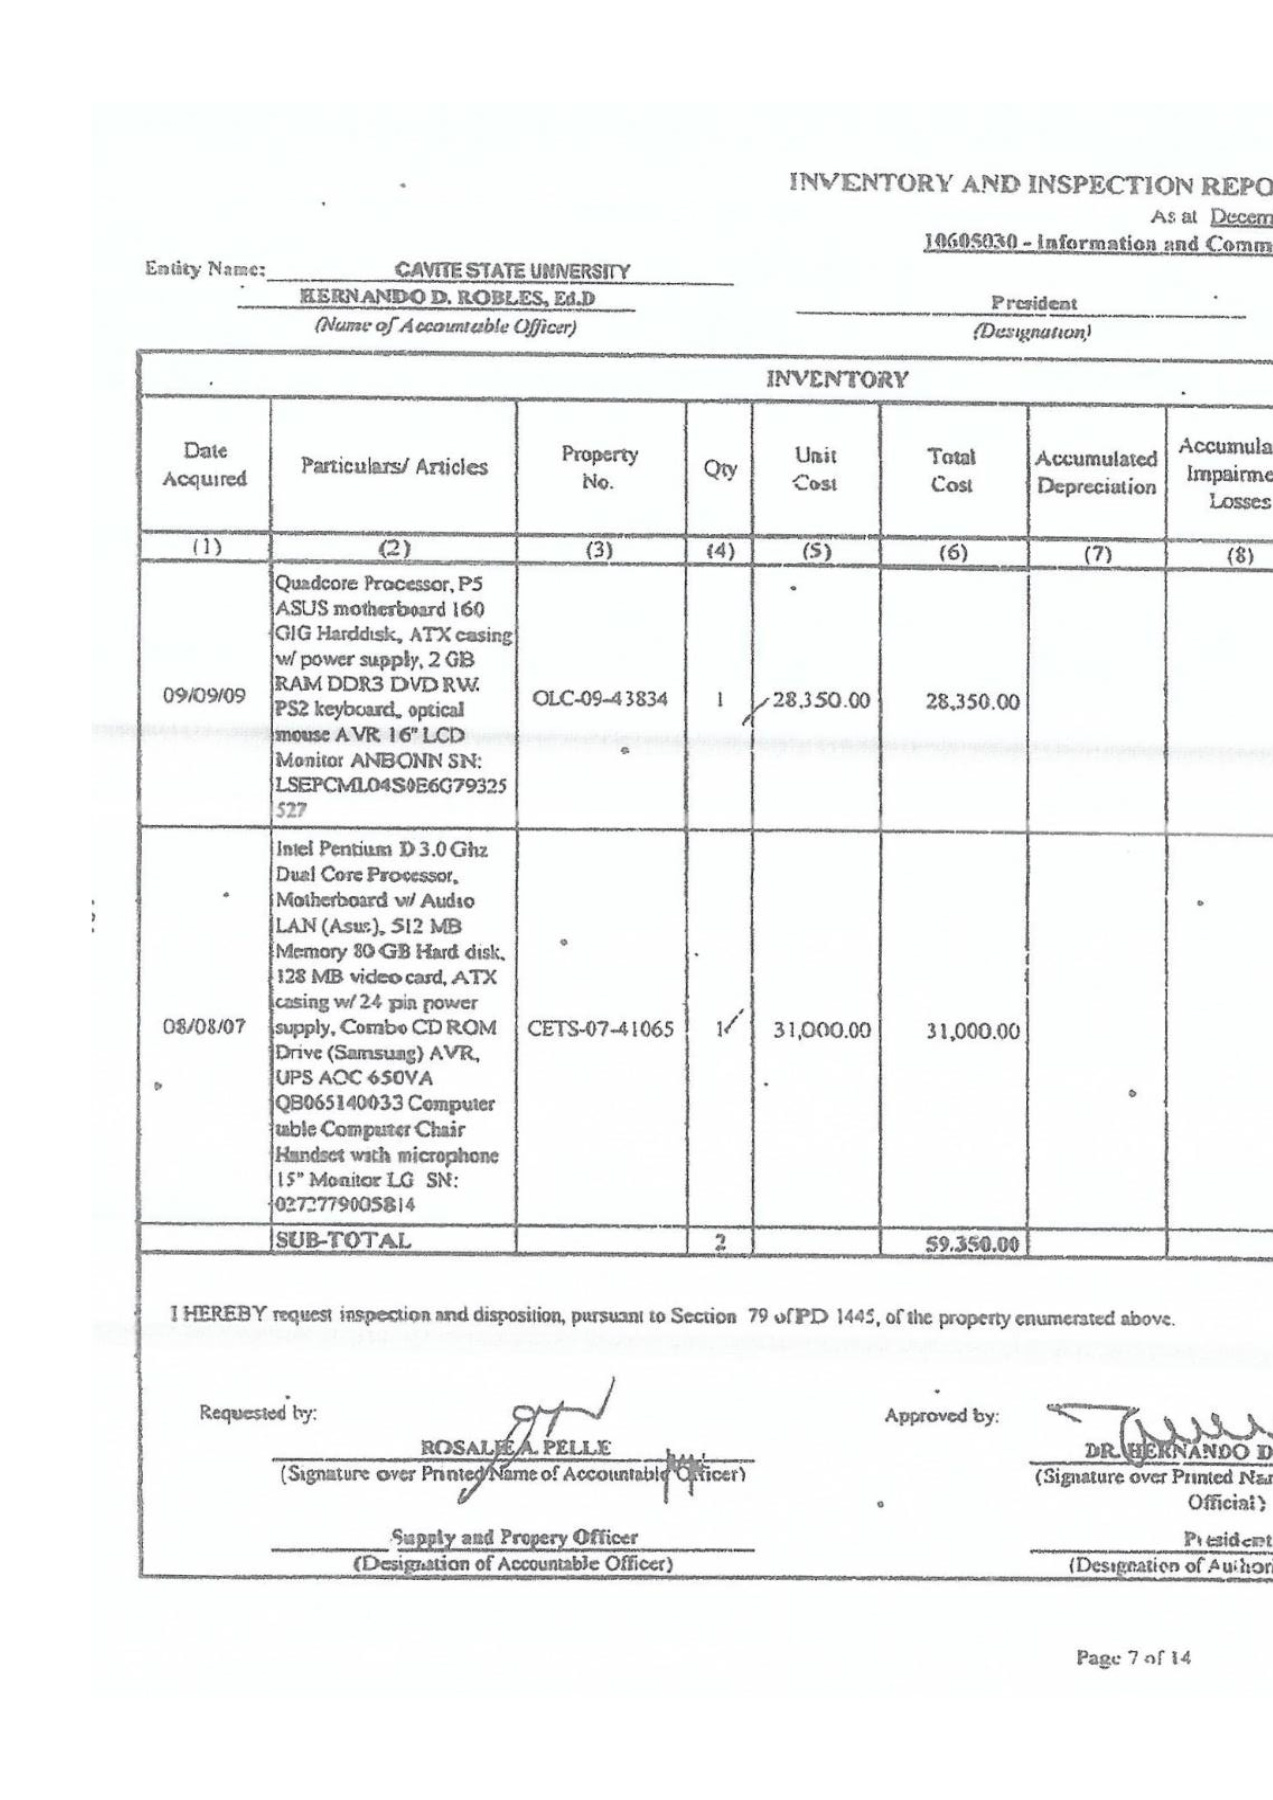 INVENTORY AND INSPECTION REPO
As at Decem
10605030 - Information and Comm
Entity Name: CAVITE STATE UNIVERSITY
HERNANDO D. ROBLES, Ed.D
President
(Name of Accountable Officer)
(Designation)
INVENTORY
Date Acquired
Particulars/ Articles
Property No.
Qty
Unit Cost
Total Cost
Accumulated Depreciation
Accumula
Impairme
Losses
(1) (2) (3) (4) (5) (6) (7) (8)
Quadcore Processor, P5
ASUS motherboard 160
GIG Harddisk, ATX casing
w/ power supply, 2 GB
RAM DDR3 DVD RW.
09/09/09
PS2 keyboard, optical
OLC-09-43834 1 28,350.00 28,350.00
mouse AVR 16" LCD
Monitor ANBONN SN:
LSEPCML04S0E6G79325
527
Intel Pentium D 3.0 Ghz
Dual Core Processor,
Motherboard w/ Audio
LAN (Asus), 512 MB
Memory 80 GB Hard disk,
128 MB video card, ATX
casing w/ 24 pin power
08/08/07 supply, Combo CD ROM CETS-07-41065 1 31,000.00 31,000.00
Drive (Samsung) AVR,
UPS AOC 650VA
QB065140033 Computer
table Computer Chair
Handset with microphone
15" Monitor LG SN:
0272779005814
SUB-TOTAL 2 59,350.00
I HEREBY request inspection and disposition, pursuant to Section 79 of PD 1445, of the property enumerated above.
Requested by:
Approved by:
ROSALIE A. PELLE
DR. HERNANDO D
(Signature over Printed Name of Accountable Officer)
(Signature over Printed Nar
Official)
Supply and Propery Officer
President
(Designation of Accountable Officer)
(Designation of Author
Page 7 of 14